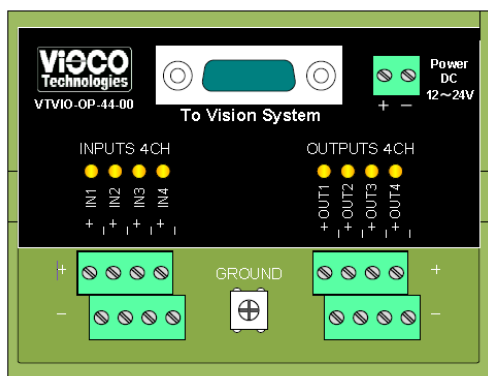 ViSCO
Technologies
VTVIO-OP-44-00
To Vision System
Power
DC
12~24V
+ −
INPUTS 4CH
OUTPUTS 4CH
IN1 IN2 IN3 IN4
OUT1 OUT2 OUT3 OUT4
+ − + − + − + −
+ − + − + − + −
+ GROUND +
− −